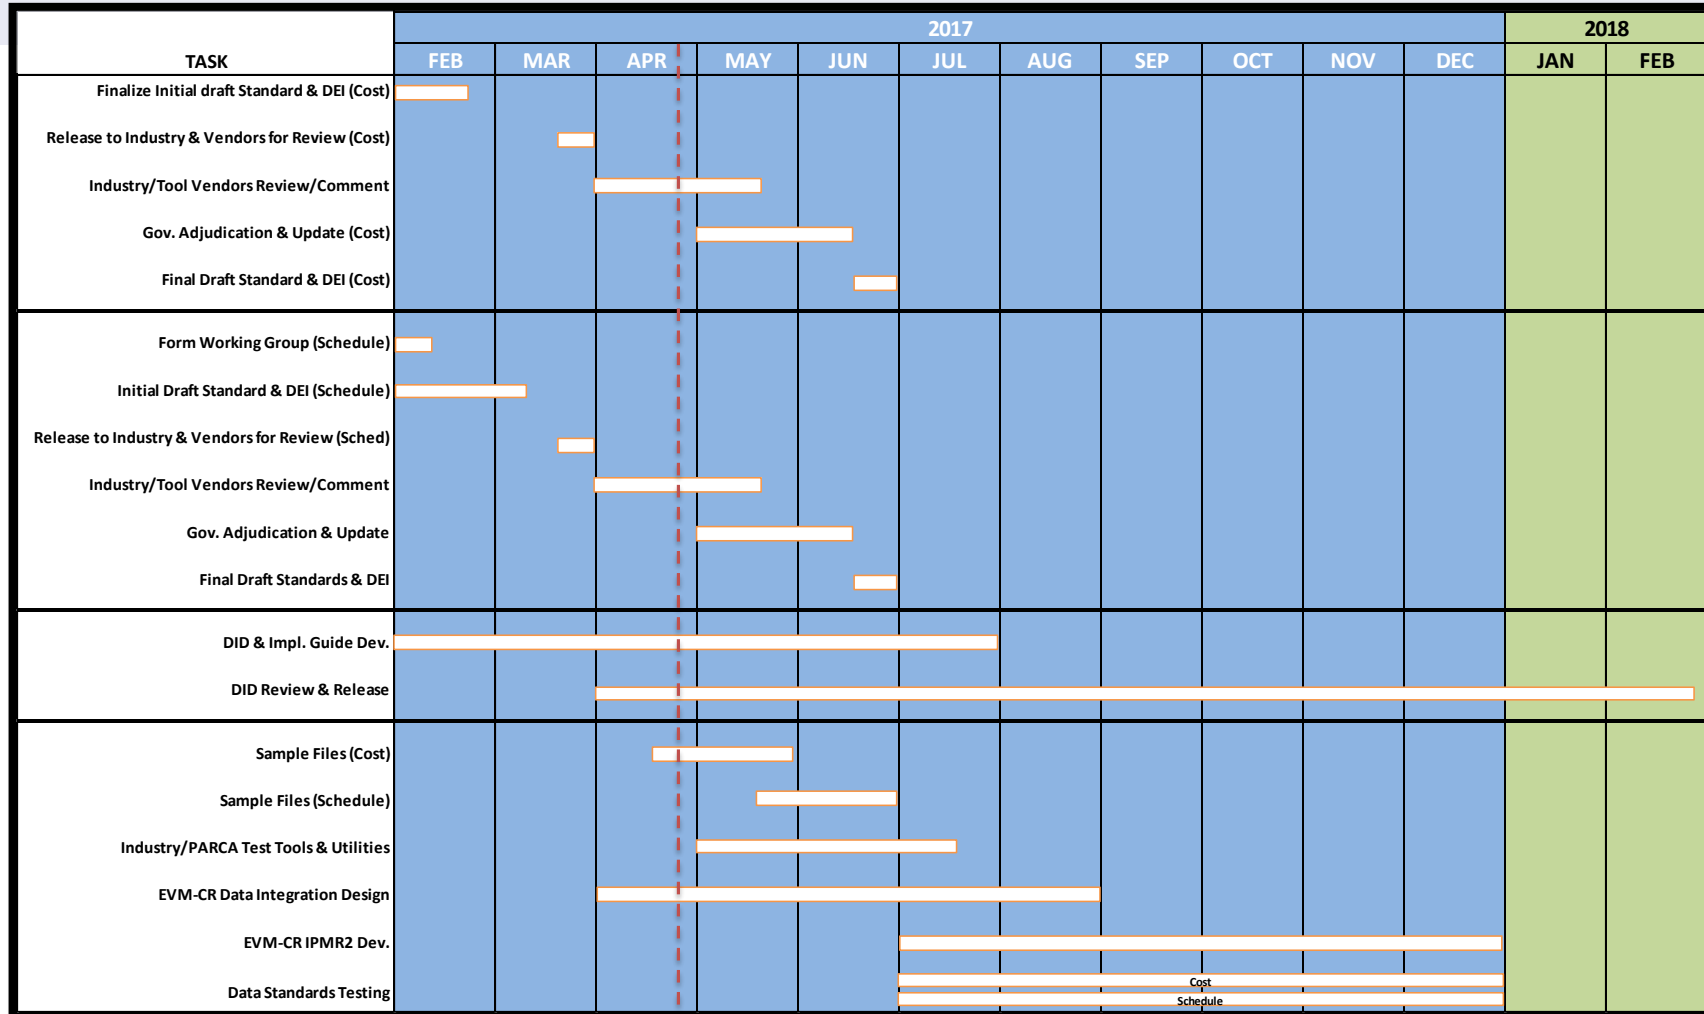 2017 2018
TASK FEB MAR APR MAY JUN JUL AUG SEP OCT NOV DEC JAN FEB
Finalize Initial draft Standard & DEI (Cost)
Release to Industry & Vendors for Review (Cost)
Industry/Tool Vendors Review/Comment
Gov. Adjudication & Update (Cost)
Final Draft Standard & DEI (Cost)
Form Working Group (Schedule)
Initial Draft Standard & DEI (Schedule)
Release to Industry & Vendors for Review (Sched)
Industry/Tool Vendors Review/Comment
Gov. Adjudication & Update
Final Draft Standards & DEI
DID & Impl. Guide Dev.
DID Review & Release
Sample Files (Cost)
Sample Files (Schedule)
Industry/PARCA Test Tools & Utilities
EVM-CR Data Integration Design
EVM-CR IPMR2 Dev.
Cost
Data Standards Testing
Schedule